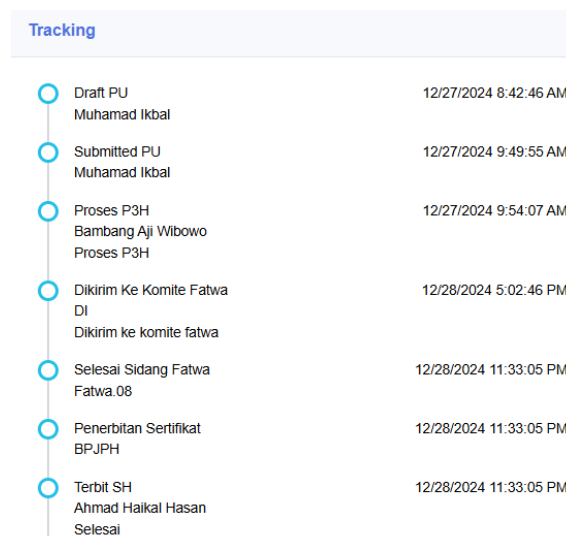 Tracking
Draft PU 12/27/2024 8:42:46 AM
Muhamad Ikbal
Submitted PU 12/27/2024 9:49:55 AM
Muhamad Ikbal
Proses P3H 12/27/2024 9:54:07 AM
Bambang Aji Wibowo
Proses P3H
Dikirim Ke Komite Fatwa 12/28/2024 5:02:46 PM
DI
Dikirim ke komite fatwa
Selesai Sidang Fatwa 12/28/2024 11:33:05 PM
Fatwa.08
Penerbitan Sertifikat 12/28/2024 11:33:05 PM
BPJPH
Terbit SH 12/28/2024 11:33:05 PM
Ahmad Haikal Hasan
Selesai